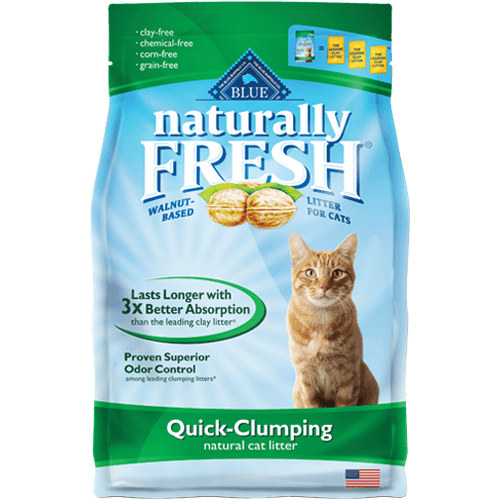 • clay-free
• chemical-free
• corn-free
• grain-free
BLUE
naturally
FRESH®
WALNUT-BASED
LITTER FOR CATS
Lasts Longer with
3x Better Absorption
than the leading clay litter*
Proven Superior
Odor Control
among leading clumping litters*
Quick-Clumping
natural cat litter